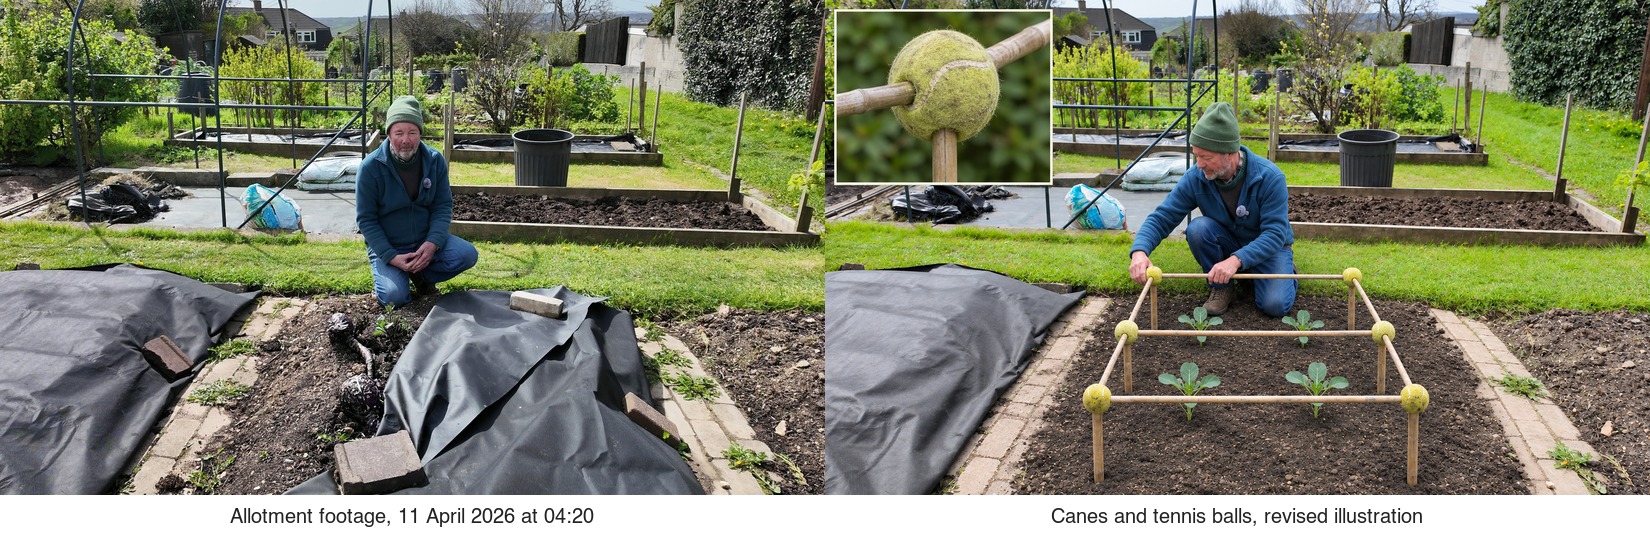 Allotment footage, 11 April 2026 at 04:20
Canes and tennis balls, revised illustration